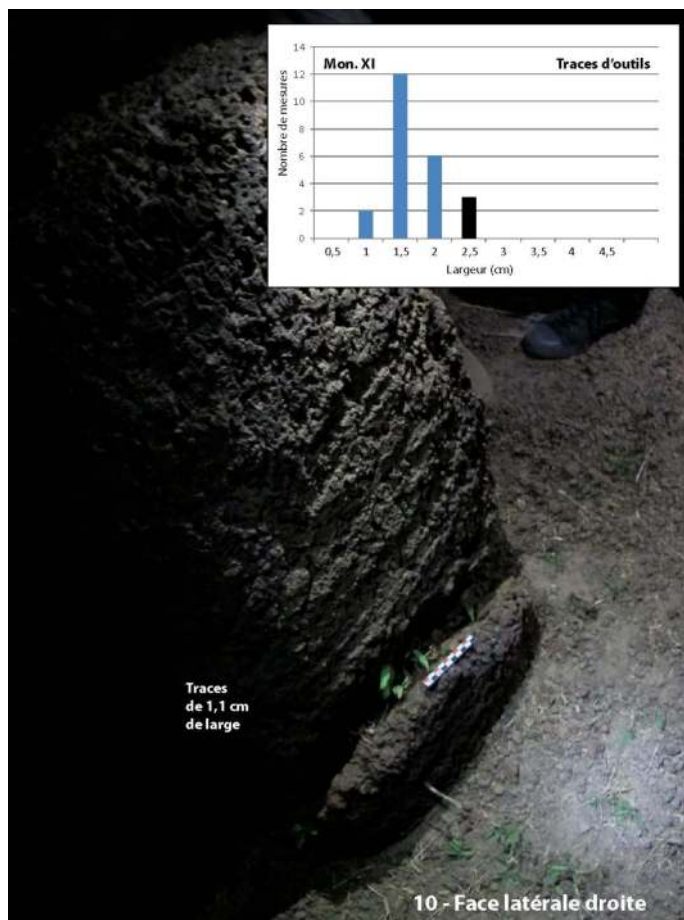 Mon. XI
Traces d'outils
Nombre de mesures
14
12
10
8
6
4
2
0
0,5 1 1,5 2 2,5 3 3,5 4 4,5
Largeur (cm)
Traces
de 1,1 cm
de large
10 - Face latérale droite